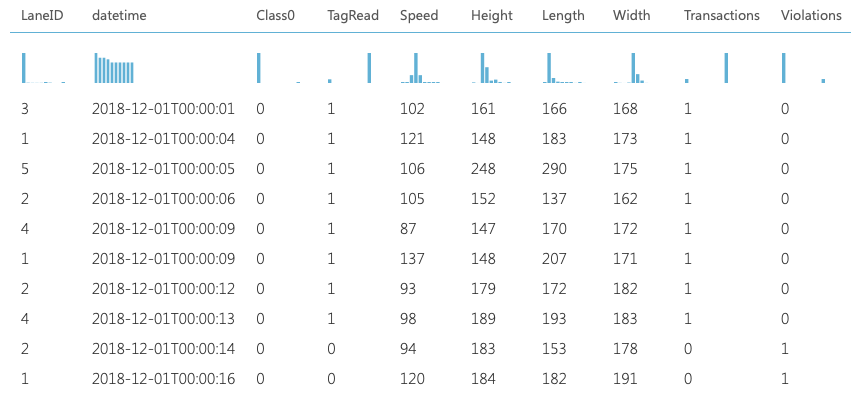 LaneID datetime Class0 TagRead Speed Height Length Width Transactions Violations
3 2018-12-01T00:00:01 0 1 102 161 166 168 1 0
1 2018-12-01T00:00:04 0 1 121 148 183 173 1 0
5 2018-12-01T00:00:05 0 1 106 248 290 175 1 0
2 2018-12-01T00:00:06 0 1 105 152 137 162 1 0
4 2018-12-01T00:00:09 0 1 87 147 170 172 1 0
1 2018-12-01T00:00:09 0 1 137 148 207 171 1 0
2 2018-12-01T00:00:12 0 1 93 179 172 182 1 0
4 2018-12-01T00:00:13 0 1 98 189 193 183 1 0
2 2018-12-01T00:00:14 0 0 94 183 153 178 0 1
1 2018-12-01T00:00:16 0 0 120 184 182 191 0 1